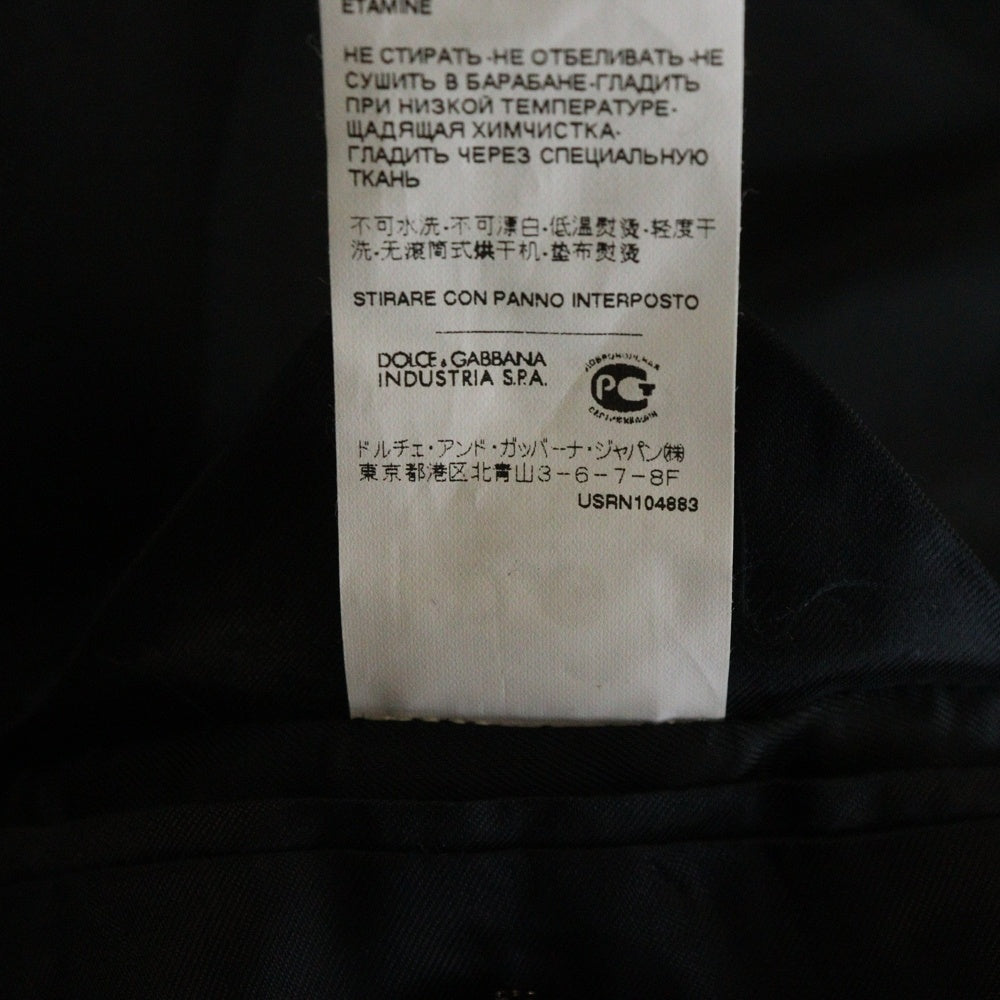 ETAMINE
НЕ СТИРАТЬ-НЕ ОТБЕЛИВАТЬ-НЕ
СУШИТЬ В БАРАБАНЕ-ГЛАДИТЬ
ПРИ НИЗКОЙ ТЕМПЕРАТУРЕ-
ЩАДЯЩАЯ ХИМЧИСТКА-
ГЛАДИТЬ ЧЕРЕЗ СПЕЦИАЛЬНУЮ
ТКАНЬ
不可水洗·不可漂白·低温熨烫·轻度干
洗·无滚筒式烘干机·垫布熨烫
STIRARE CON PANNO INTERPOSTO
DOLCE & GABBANA
INDUSTRIA S.P.A.
ДОБРОВОЛЬНАЯ
РСТ
СЕРТИФИКАЦИЯ
ドルチェ・アンド・ガッバーナ・ジャパン㈱
東京都港区北青山3-6-7-8F
USRN104883